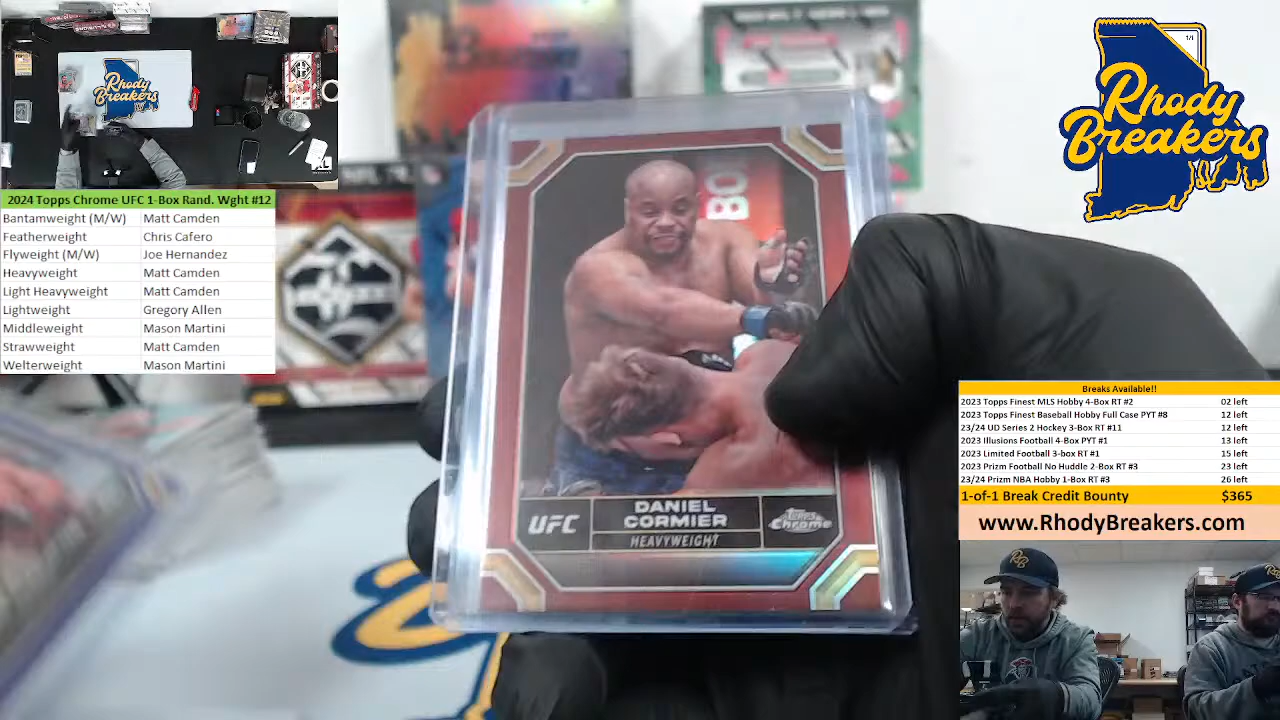 Rhody
Breakers
2024 Topps Chrome UFC 1-Box Rand. Wght #12
Bantamweight (M/W) Matt Camden
Featherweight Chris Cafero
Flyweight (M/W) Joe Hernandez
Heavyweight Matt Camden
Light Heavyweight Matt Camden
Lightweight Gregory Allen
Middleweight Mason Martini
Strawweight Matt Camden
Welterweight Mason Martini
BO
UFC
DANIEL
CORMIER
HEAVYWEIGHT
Topps
Chrome
1/1
Rhody
Breakers
Breaks Available!!
2023 Topps Finest MLS Hobby 4-Box RT #2 02 left
2023 Topps Finest Baseball Hobby Full Case PYT #8 12 left
23/24 UD Series 2 Hockey 3-Box RT #11 12 left
2023 Illusions Football 4-Box PYT #1 13 left
2023 Limited Football 3-box RT #1 15 left
2023 Prizm Football No Huddle 2-Box RT #3 23 left
23/24 Prizm NBA Hobby 1-Box RT #3 26 left
1-of-1 Break Credit Bounty $365
www.RhodyBreakers.com
RB